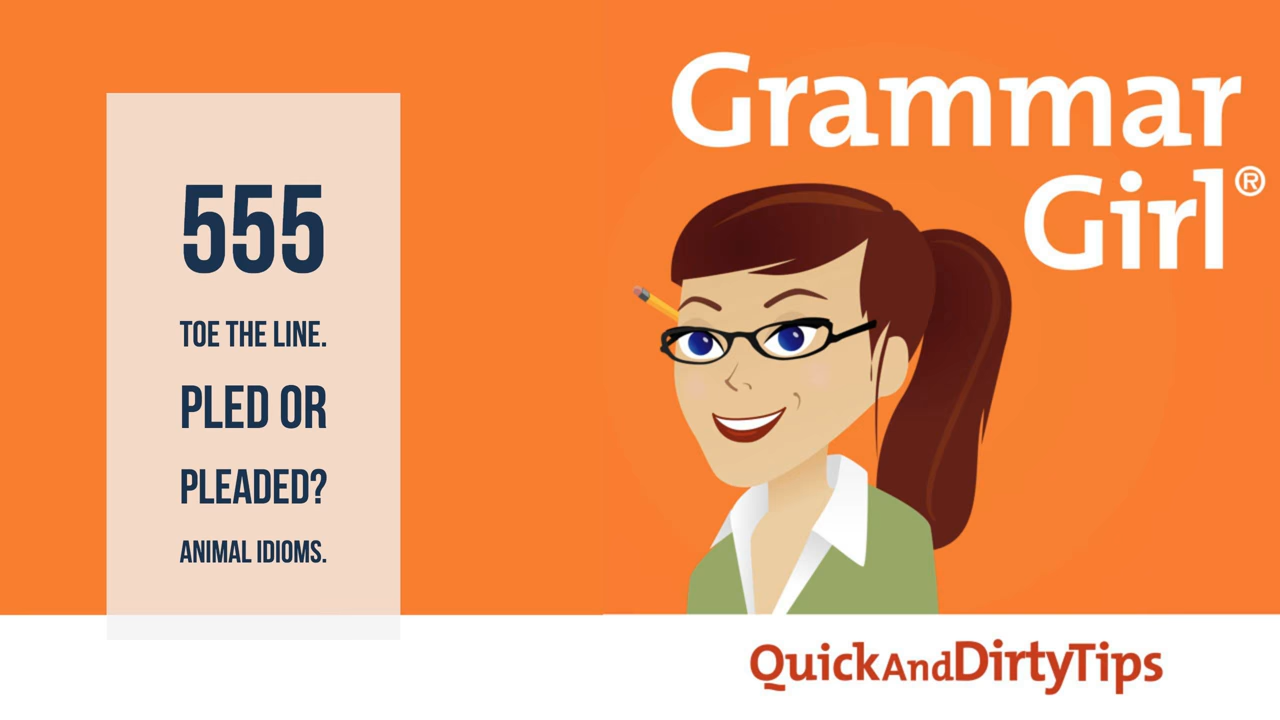 555
TOE THE LINE.
PLED OR
PLEADED?
ANIMAL IDIOMS.
Grammar
Girl®
QuickAndDirtyTips